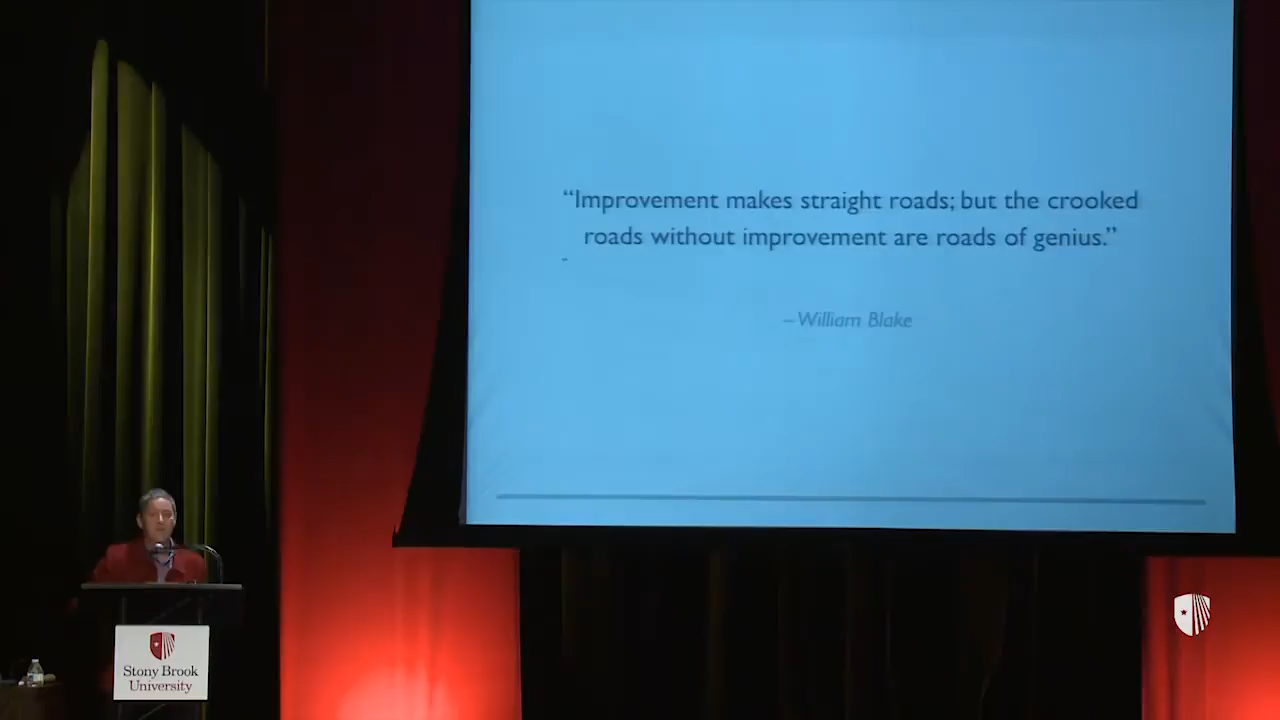 “Improvement makes straight roads; but the crooked
roads without improvement are roads of genius.”
– William Blake
Stony Brook
University